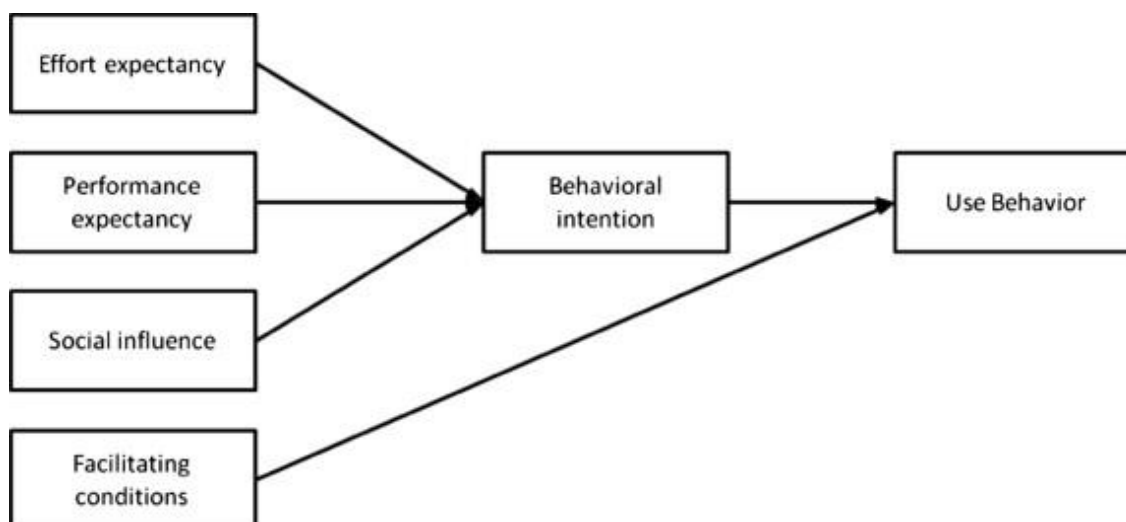 Effort expectancy
Performance
expectancy
Behavioral
intention
Use Behavior
Social influence
Facilitating
conditions